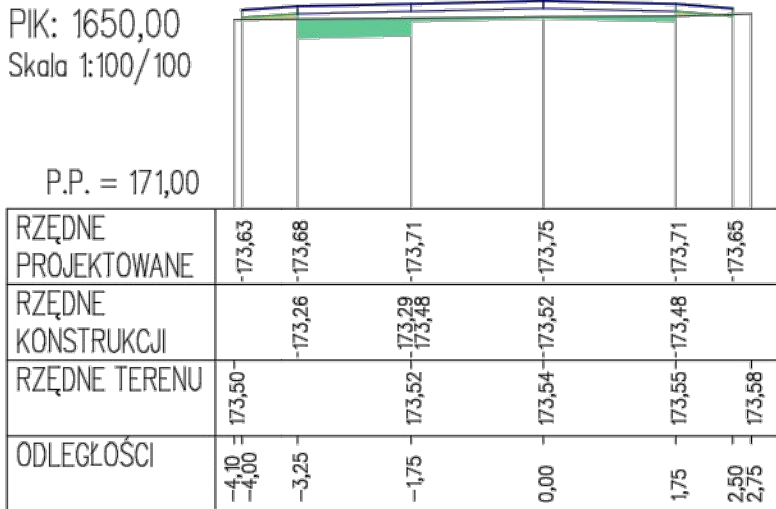 PIK: 1650,00
Skala 1:100/100
P.P. = 171,00
RZĘDNE
PROJEKTOWANE
173,63 173,68 173,71 173,75 173,71 173,65
RZĘDNE
KONSTRUKCJI
173,26 173,29 173,48 173,52 173,48
RZĘDNE TERENU
173,50 173,52 173,54 173,55 173,58
ODLEGŁOŚCI
-4,10 -4,00 -3,25 -1,75 0,00 1,75 2,50 2,75